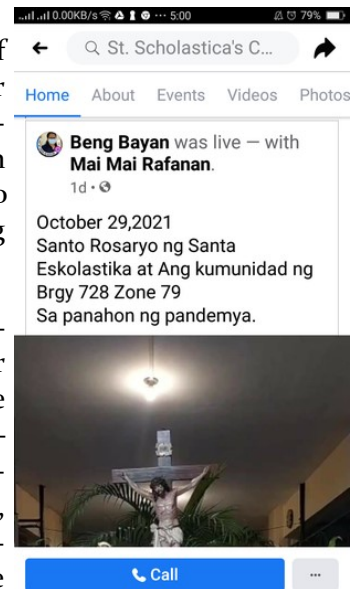 0.00KB/s ··· 5:00 79%
St. Scholastica's C...
Home About Events Videos Photos
Beng Bayan was live — with
Mai Mai Rafanan.
1d ·
October 29,2021
Santo Rosaryo ng Santa
Eskolastika at Ang kumunidad ng
Brgy 728 Zone 79
Sa panahon ng pandemya.
Call